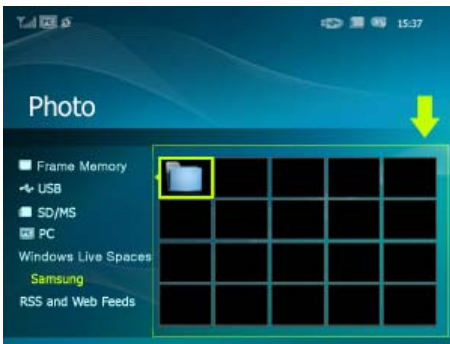 15:37
Photo
Frame Memory
USB
SD/MS
PC
Windows Live Spaces
Samsung
RSS and Web Feeds